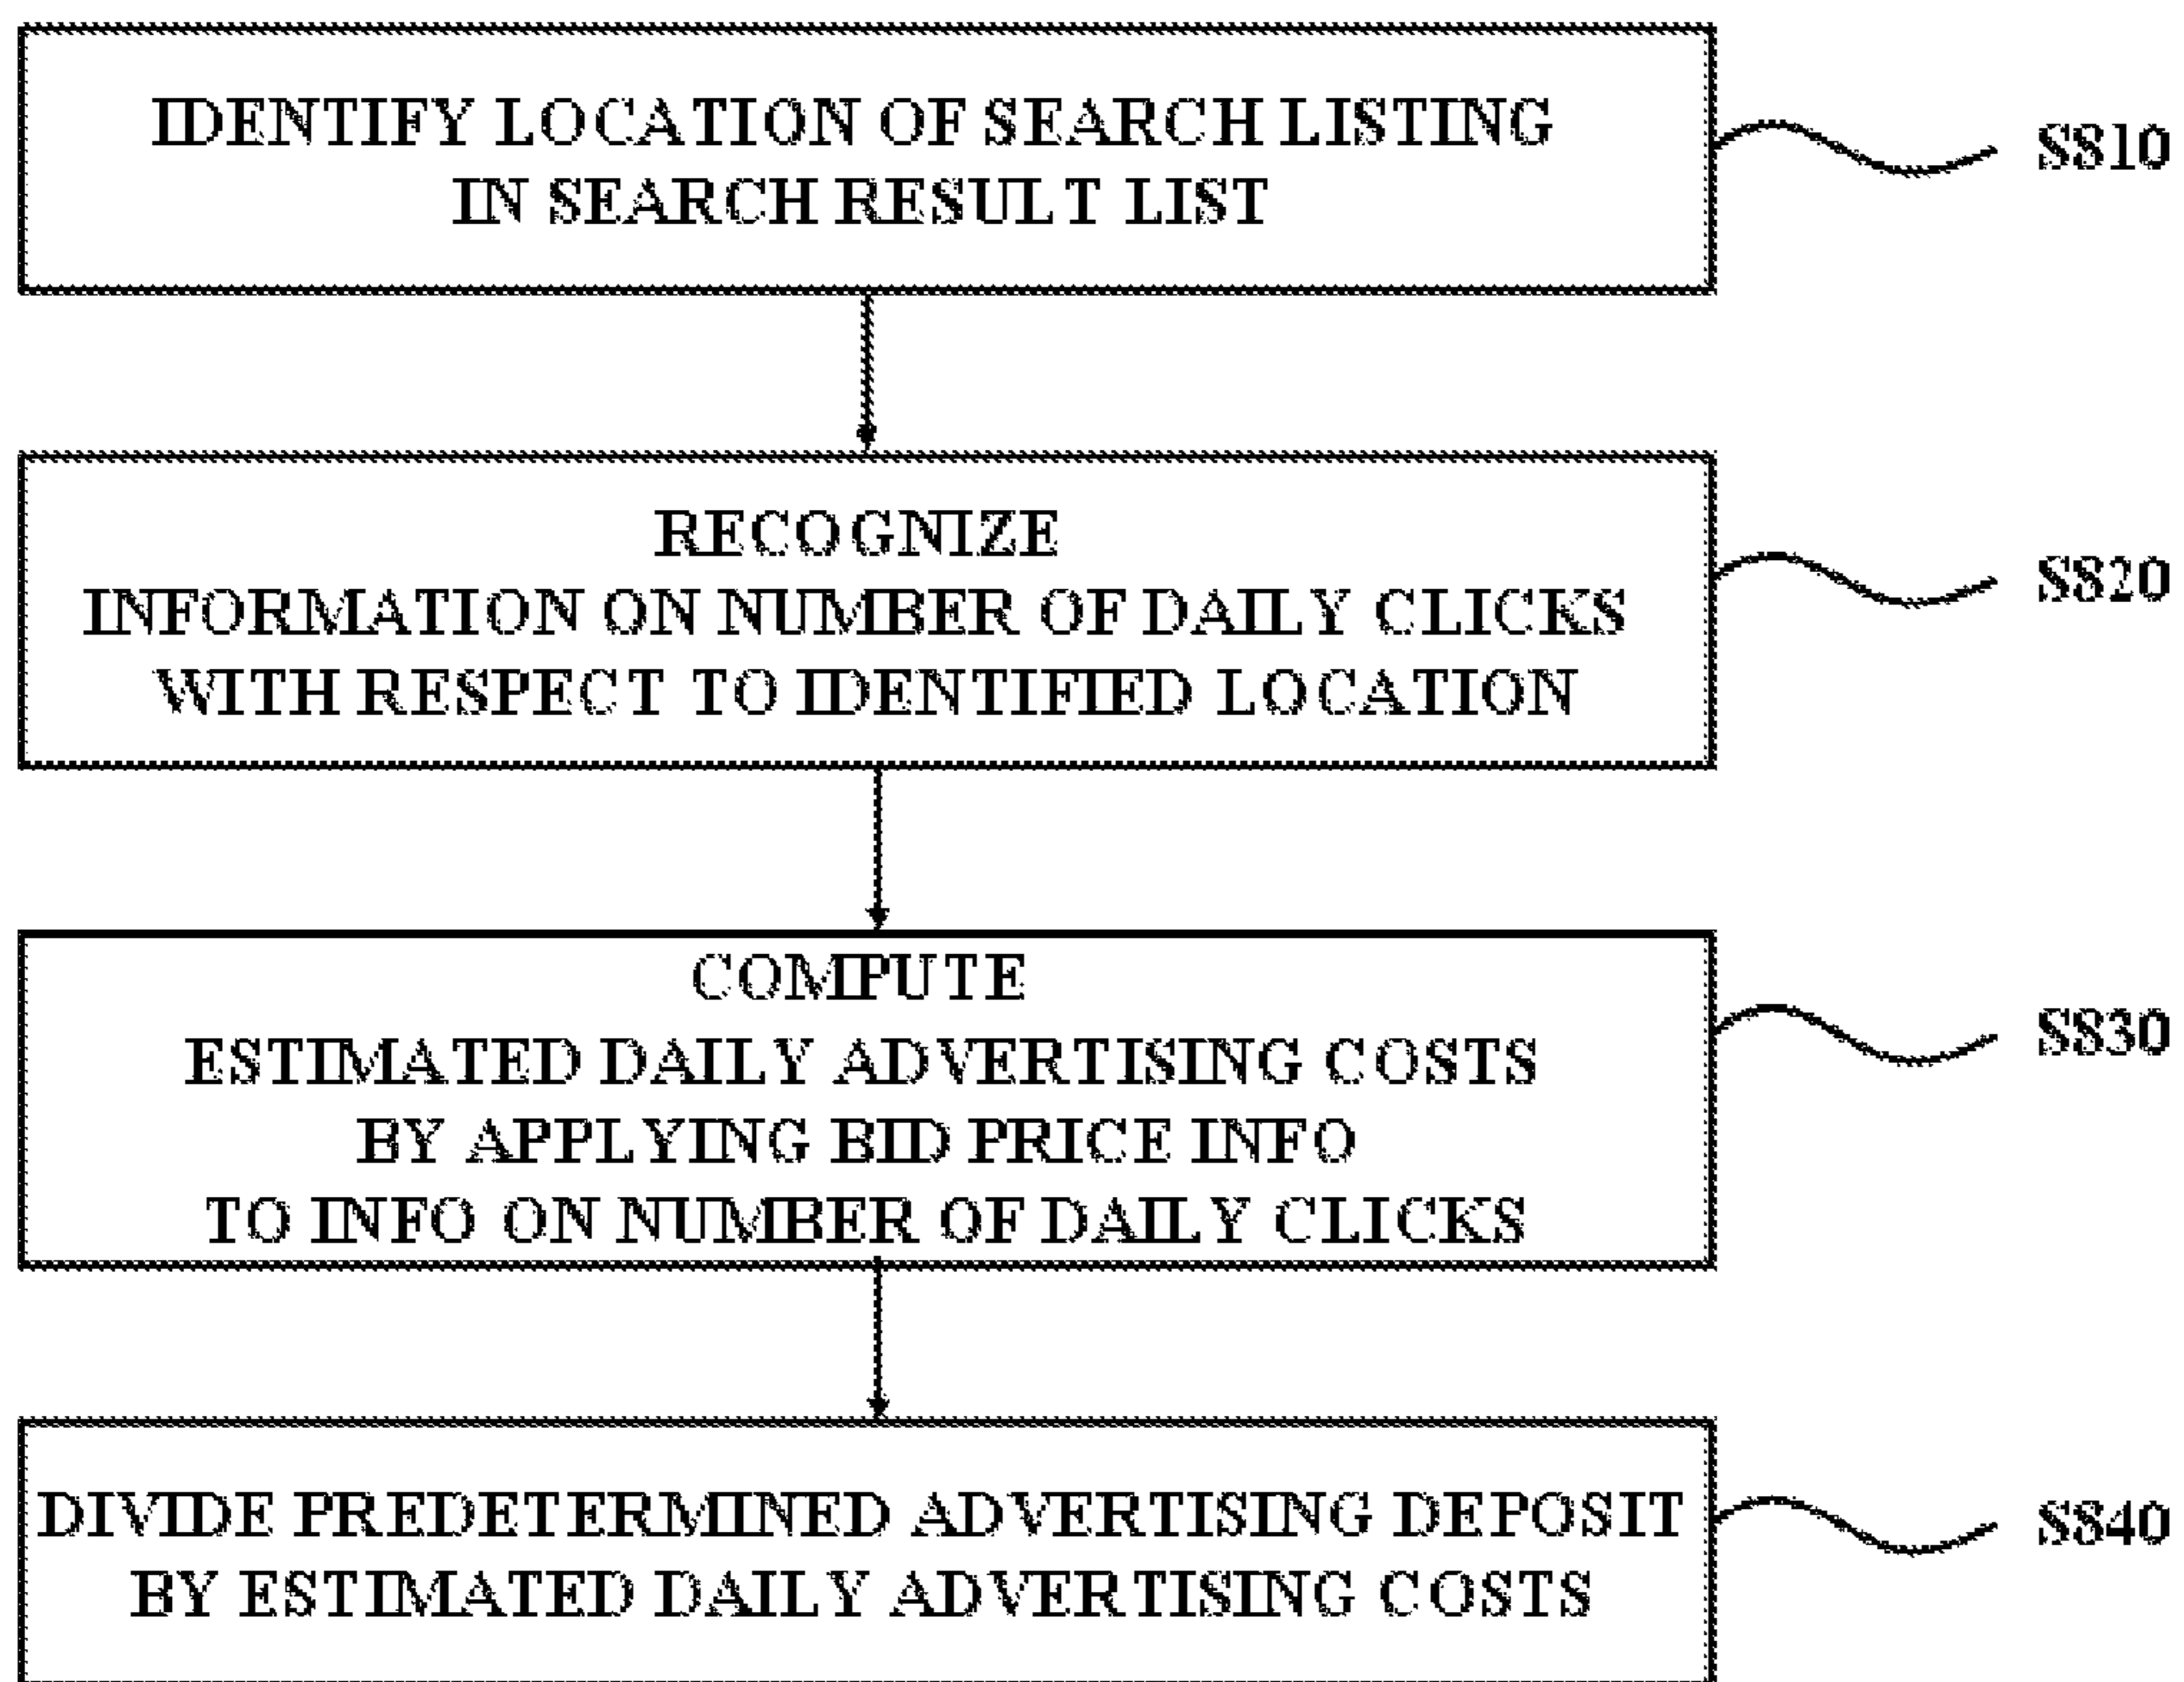 IDENTIFY LOCATION OF SEARCH LISTING
IN SEARCH RESULT LIST
S810
RECOGNIZE
INFORMATION ON NUMBER OF DAILY CLICKS
WITH RESPECT TO IDENTIFIED LOCATION
S820
COMPUTE
ESTIMATED DAILY ADVERTISING COSTS
BY APPLYING BID PRICE INFO
TO INFO ON NUMBER OF DAILY CLICKS
S830
DIVIDE PREDETERMINED ADVERTISING DEPOSIT
BY ESTIMATED DAILY ADVERTISING COSTS
S840